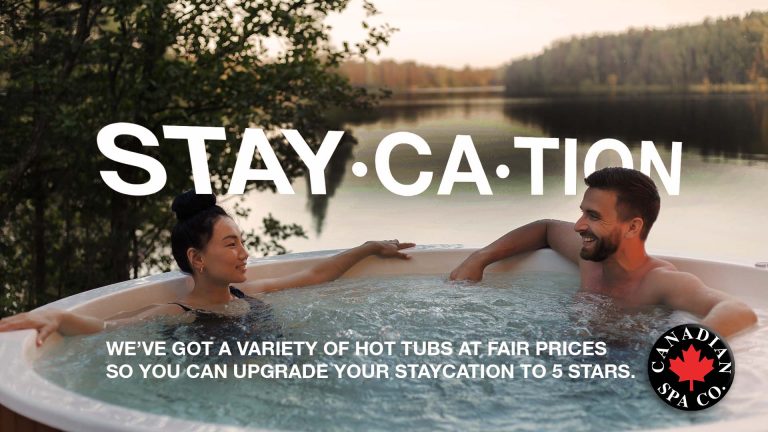 STAY·CA·TION
WE'VE GOT A VARIETY OF HOT TUBS AT FAIR PRICES
SO YOU CAN UPGRADE YOUR STAYCATION TO 5 STARS.
CANADIAN
SPA CO.